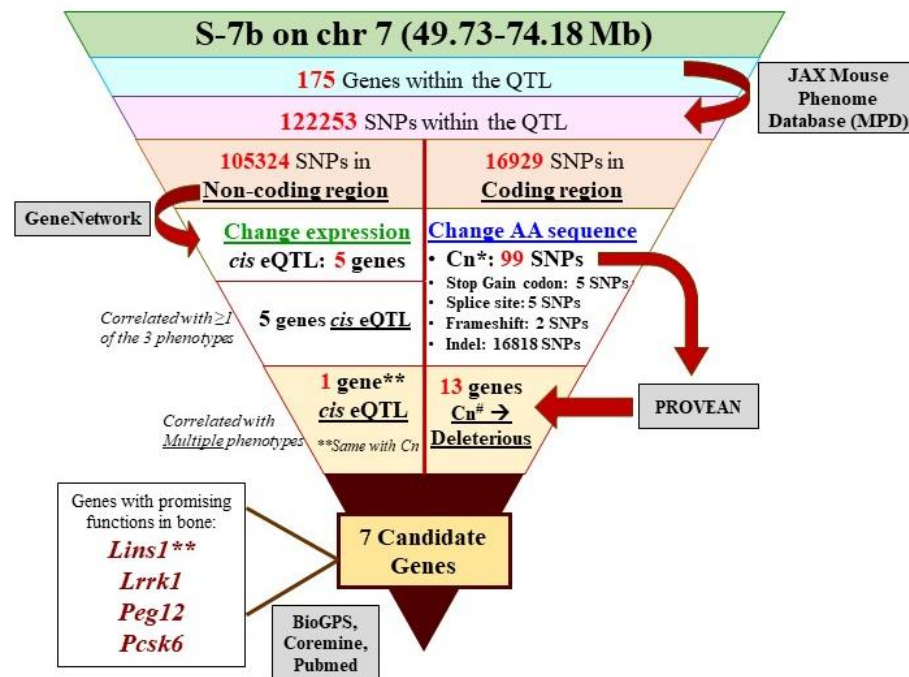 S-7b on chr 7 (49.73-74.18 Mb)
175 Genes within the QTL
122253 SNPs within the QTL
JAX Mouse
Phenome
Database (MPD)
105324 SNPs in
Non-coding region
16929 SNPs in
Coding region
GeneNetwork
Change expression
cis eQTL: 5 genes
Change AA sequence
• Cn*: 99 SNPs
• Stop Gain codon: 5 SNPs
• Splice site: 5 SNPs
• Frameshift: 2 SNPs
• Indel: 16818 SNPs
Correlated with ≥1
of the 3 phenotypes
5 genes cis eQTL
Correlated with
Multiple phenotypes
1 gene**
cis eQTL
**Same with Cn
13 genes
Cn# →
Deleterious
PROVEAN
Genes with promising
functions in bone:
Lins1**
Lrrk1
Peg12
Pcsk6
7 Candidate
Genes
BioGPS,
Coremine,
Pubmed